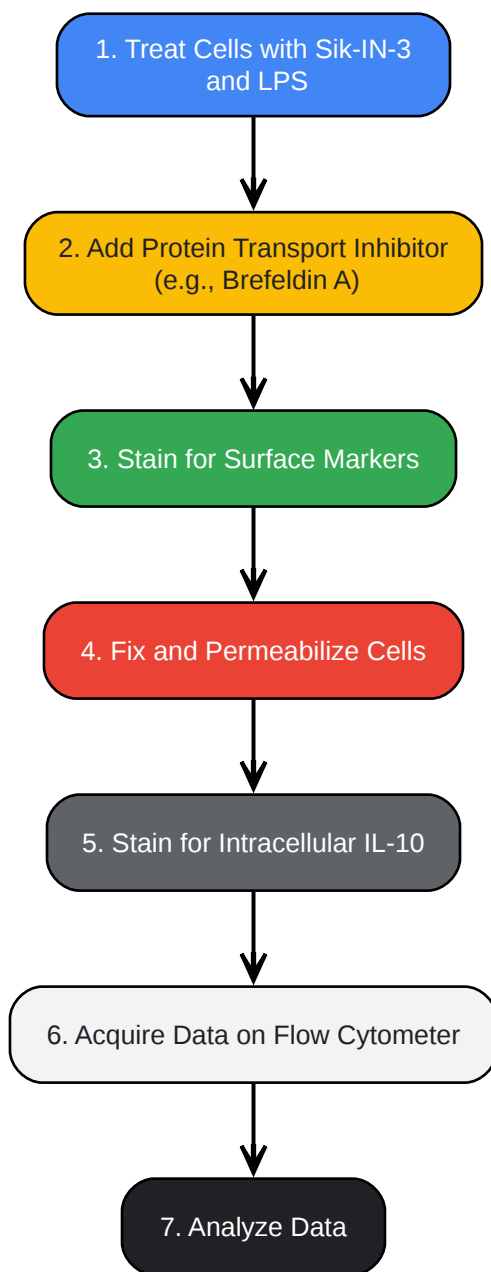 1. Treat Cells with Sik-IN-3
and LPS
2. Add Protein Transport Inhibitor
(e.g., Brefeldin A)
3. Stain for Surface Markers
4. Fix and Permeabilize Cells
5. Stain for Intracellular IL-10
6. Acquire Data on Flow Cytometer
7. Analyze Data